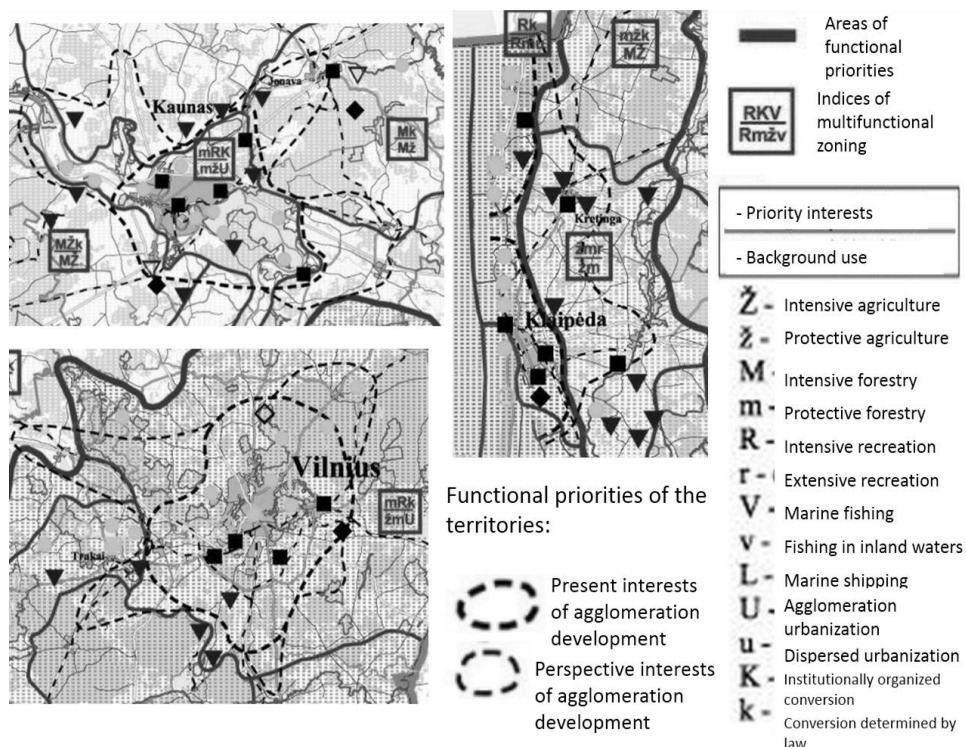 Kaunas
Jonava
mRK
mžU
Mk
Mž
MŽk
MŽ
Vilnius
Trakai
mRk
žmU
Rk
mžk
MŽ
Kretinga
žmr
žm
Klaipėda
Functional priorities of the
territories:
Present interests
of agglomeration
development
Perspective interests
of agglomeration
development
Areas of
functional
priorities
RKV
Rmžv
Indices of
multifunctional
zoning
- Priority interests
- Background use
Ž - Intensive agriculture
ž - Protective agriculture
M - Intensive forestry
m - Protective forestry
R - Intensive recreation
r - Extensive recreation
V - Marine fishing
v - Fishing in inland waters
L - Marine shipping
U - Agglomeration
urbanization
u - Dispersed urbanization
K - Institutionally organized
conversion
k - Conversion determined by
law